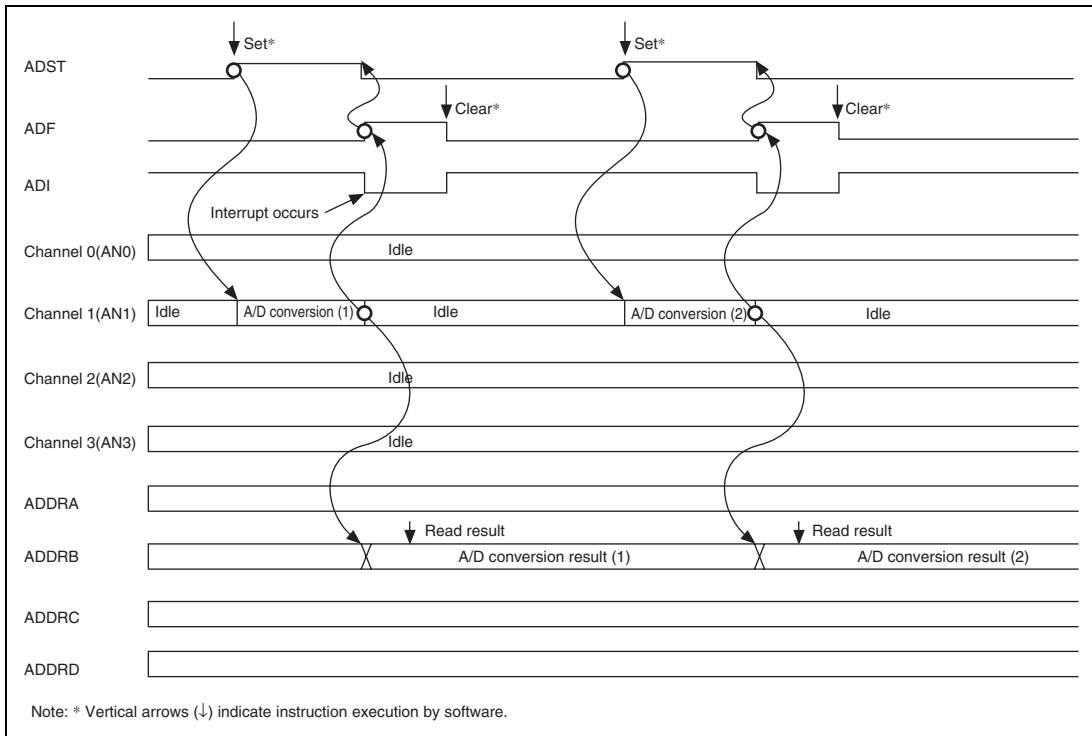 Set*
Set*
ADST
Clear*
Clear*
ADF
ADI
Interrupt occurs
Channel 0(AN0)
Idle
Channel 1(AN1)
Idle
A/D conversion (1)
Idle
A/D conversion (2)
Idle
Channel 2(AN2)
Idle
Channel 3(AN3)
Idle
ADDRA
Read result
Read result
ADDRB
A/D conversion result (1)
A/D conversion result (2)
ADDRC
ADDRD
Note: * Vertical arrows (↓) indicate instruction execution by software.